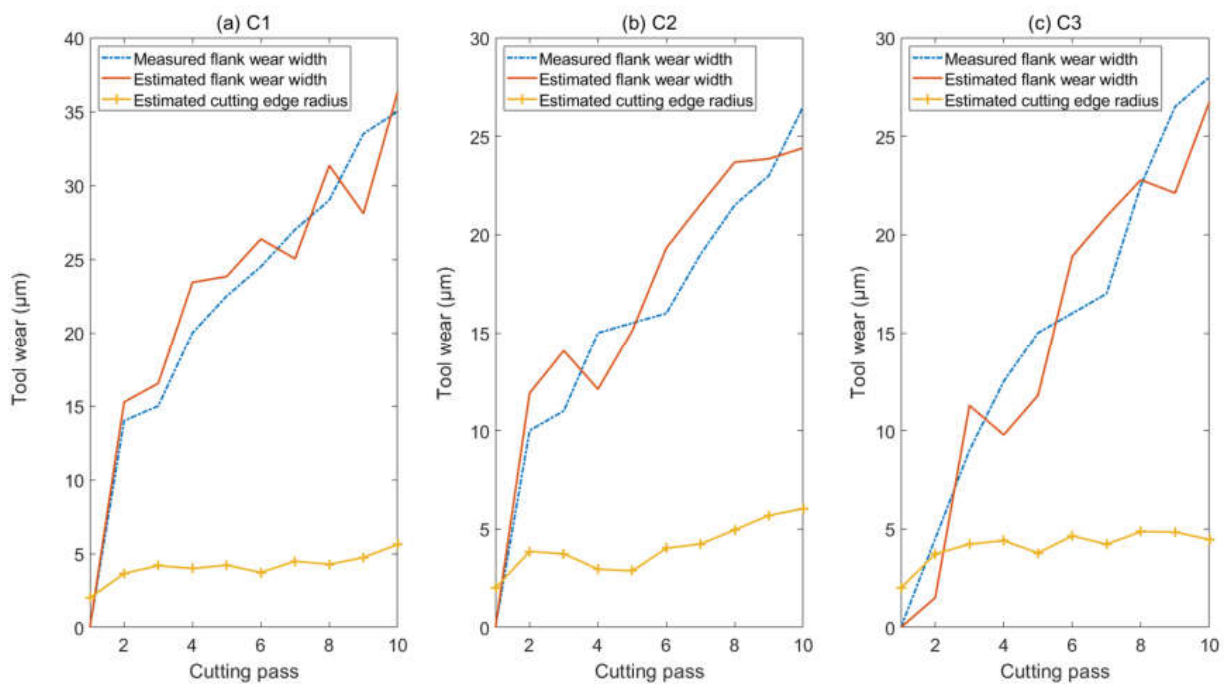 (a) C1
Measured flank wear width
Estimated flank wear width
Estimated cutting edge radius
40
35
30
25
20
15
10
5
0
Tool wear (μm)
2 4 6 8 10
Cutting pass
(b) C2
Measured flank wear width
Estimated flank wear width
Estimated cutting edge radius
30
25
20
15
10
5
0
Tool wear (μm)
2 4 6 8 10
Cutting pass
(c) C3
Measured flank wear width
Estimated flank wear width
Estimated cutting edge radius
30
25
20
15
10
5
0
Tool wear (μm)
2 4 6 8 10
Cutting pass